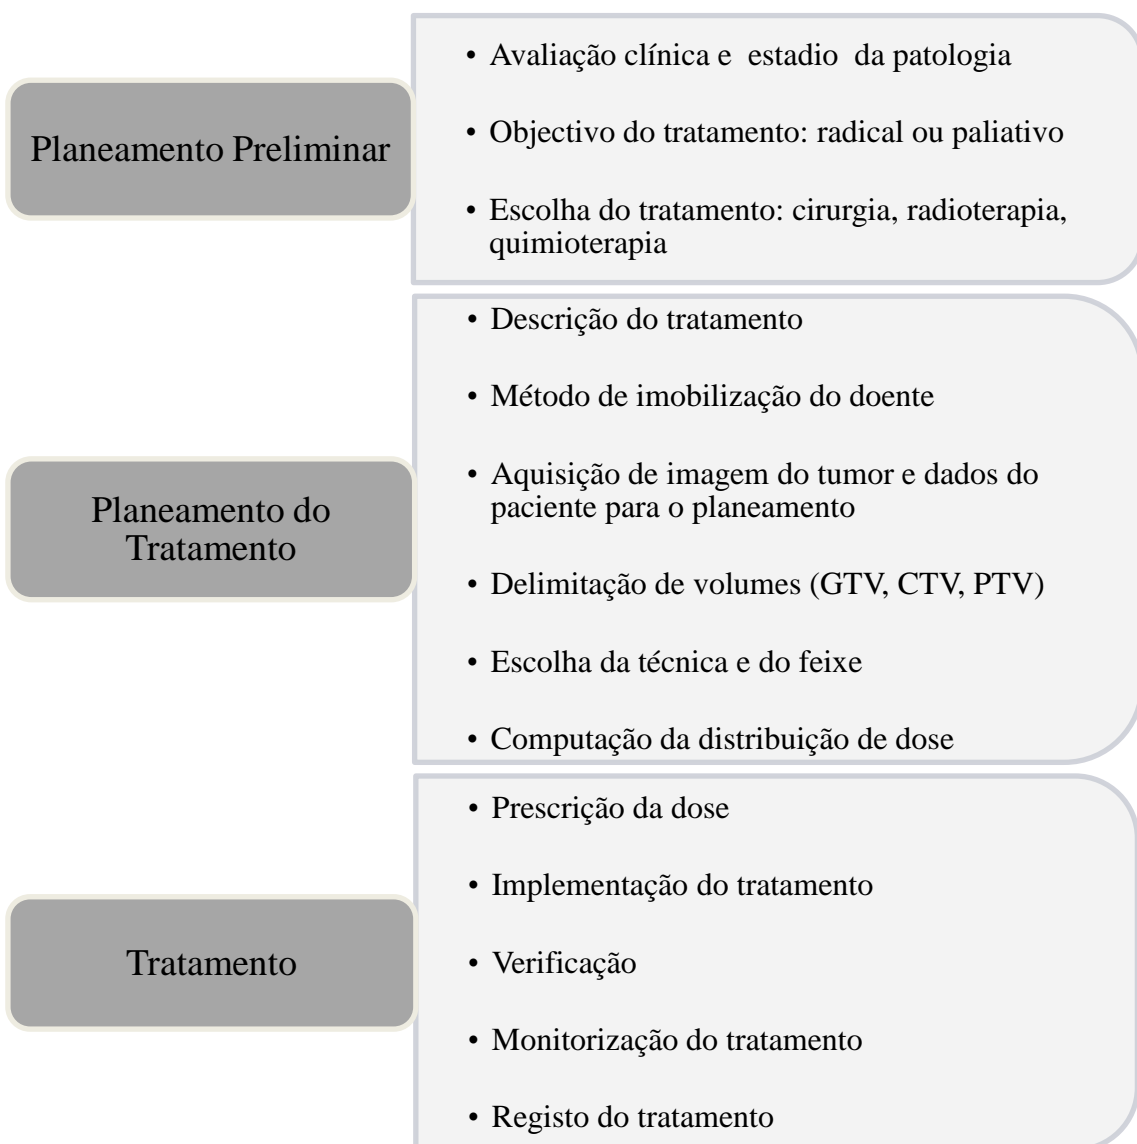 Planeamento Preliminar
• Avaliação clínica e estadio da patologia
• Objectivo do tratamento: radical ou paliativo
• Escolha do tratamento: cirurgia, radioterapia,
quimioterapia
Planeamento do
Tratamento
• Descrição do tratamento
• Método de imobilização do doente
• Aquisição de imagem do tumor e dados do
paciente para o planeamento
• Delimitação de volumes (GTV, CTV, PTV)
• Escolha da técnica e do feixe
• Computação da distribuição de dose
Tratamento
• Prescrição da dose
• Implementação do tratamento
• Verificação
• Monitorização do tratamento
• Registo do tratamento